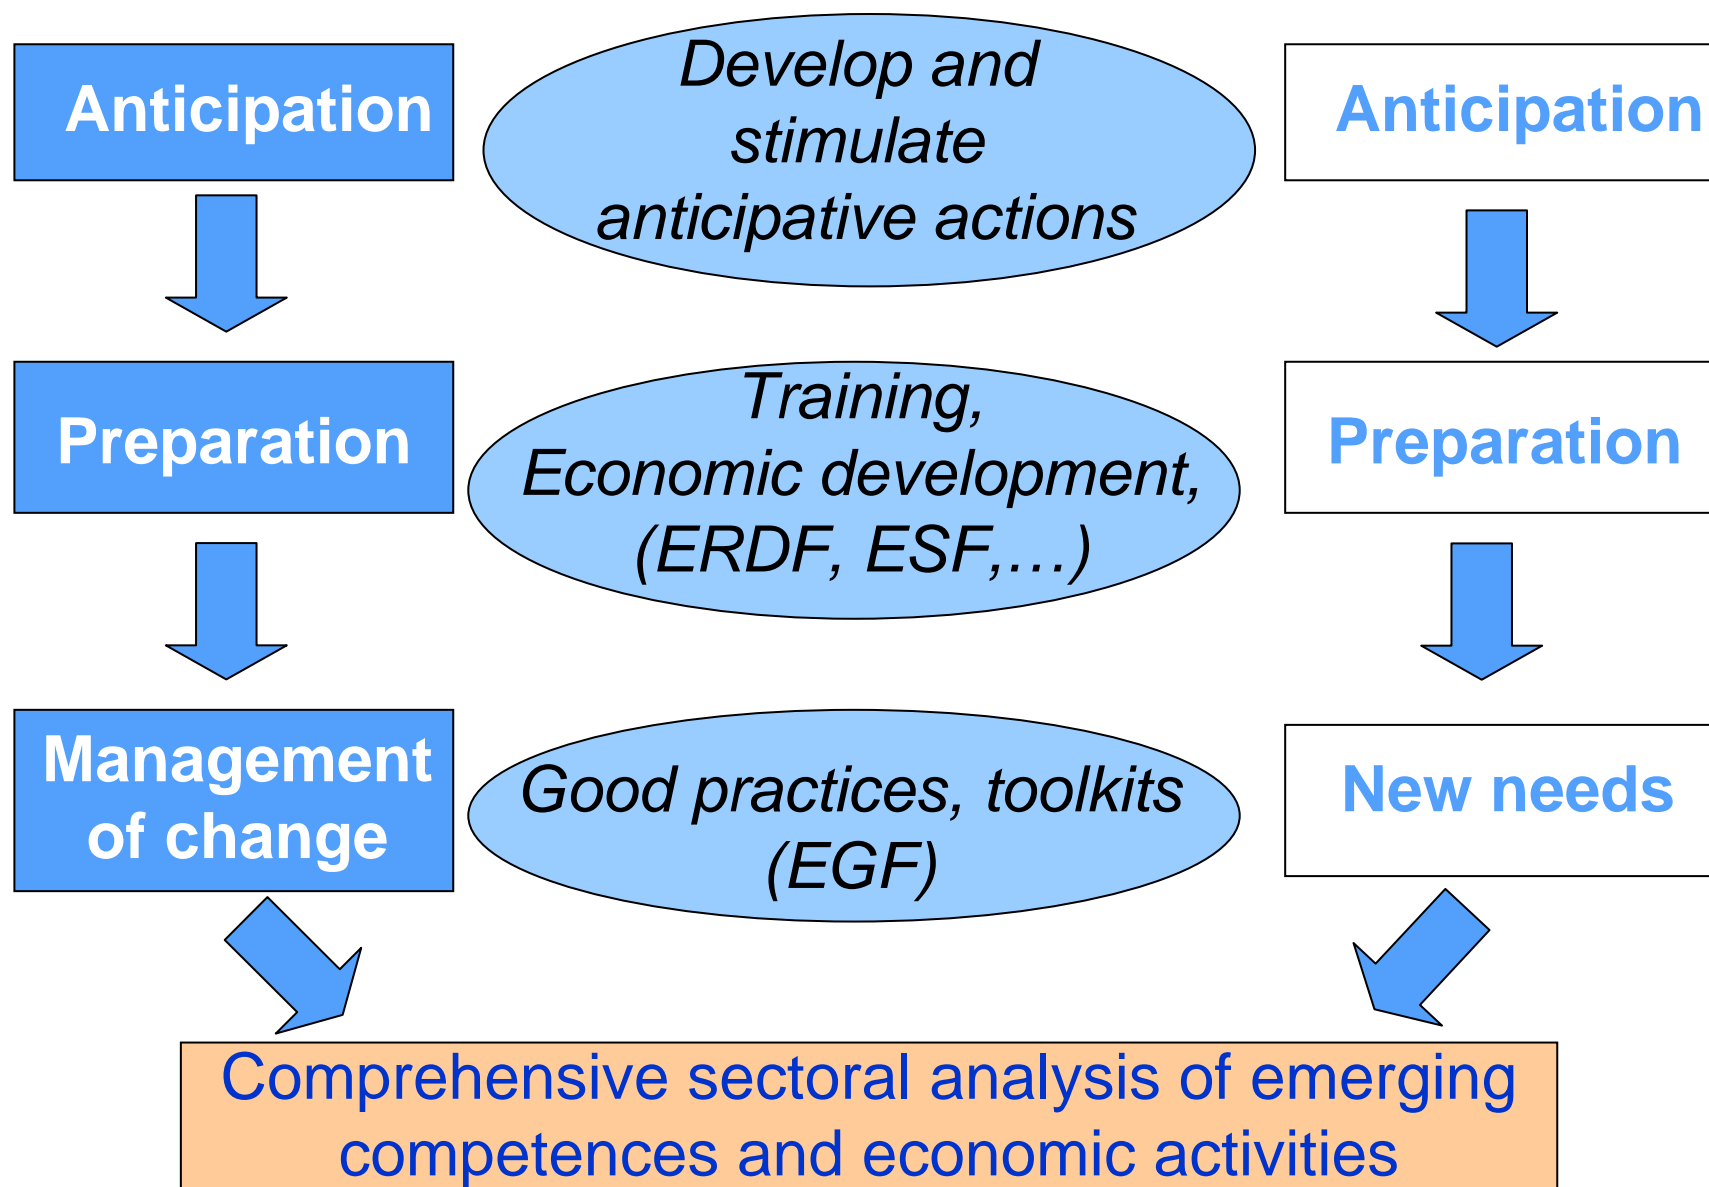 Anticipation
Develop and
stimulate
anticipative actions
Anticipation
Preparation
Training,
Economic development,
(ERDF, ESF,…)
Preparation
Management
of change
Good practices, toolkits
(EGF)
New needs
Comprehensive sectoral analysis of emerging
competences and economic activities